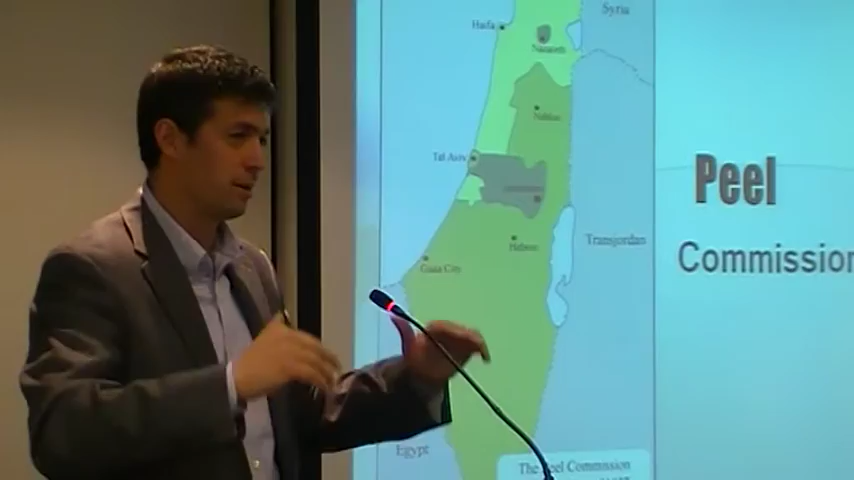 Syria
Haifa
Nazareth
Nablus
Tel Aviv
Peel
Commission
Hebron
Transjordan
Gaza City
Egypt
The Peel Commission